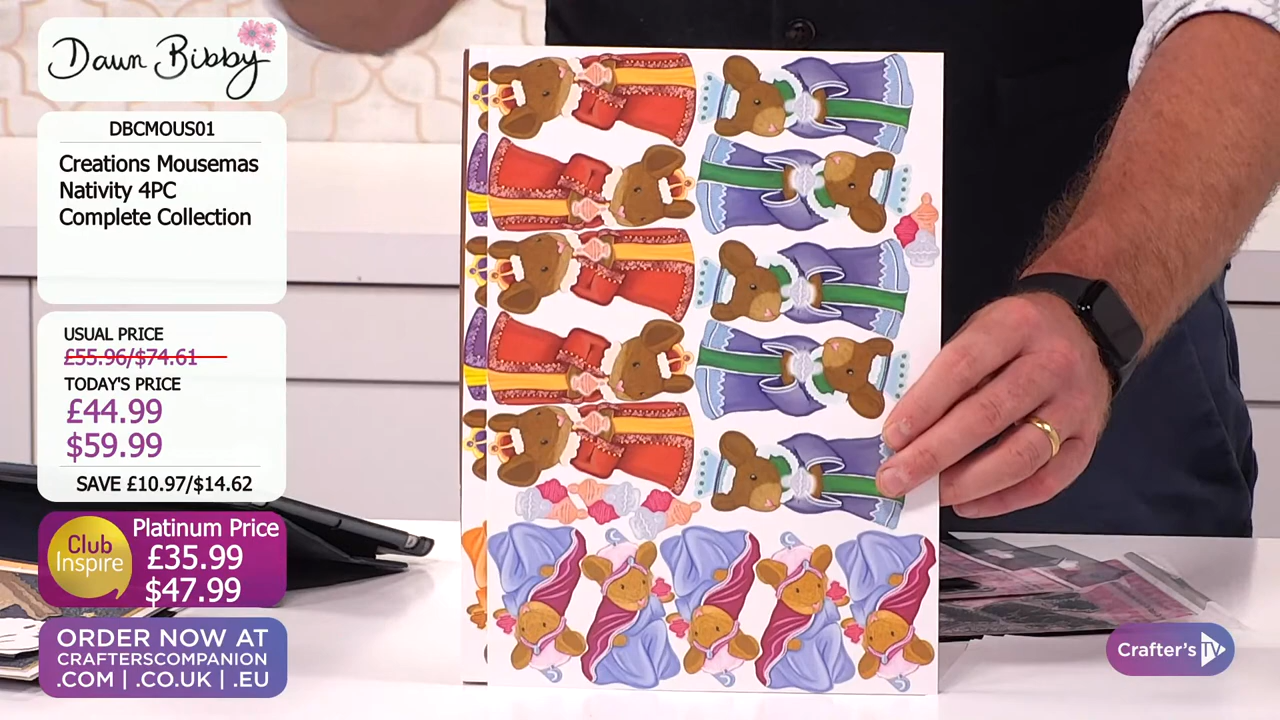 Dawn Bibby
DBCMOUS01
Creations Mousemas
Nativity 4PC
Complete Collection
USUAL PRICE
£55.96/$74.61
TODAY'S PRICE
£44.99
$59.99
SAVE £10.97/$14.62
Club
Inspire
Platinum Price
£35.99
$47.99
ORDER NOW AT
CRAFTERSCOMPANION
.COM | .CO.UK | .EU
Crafter's TV